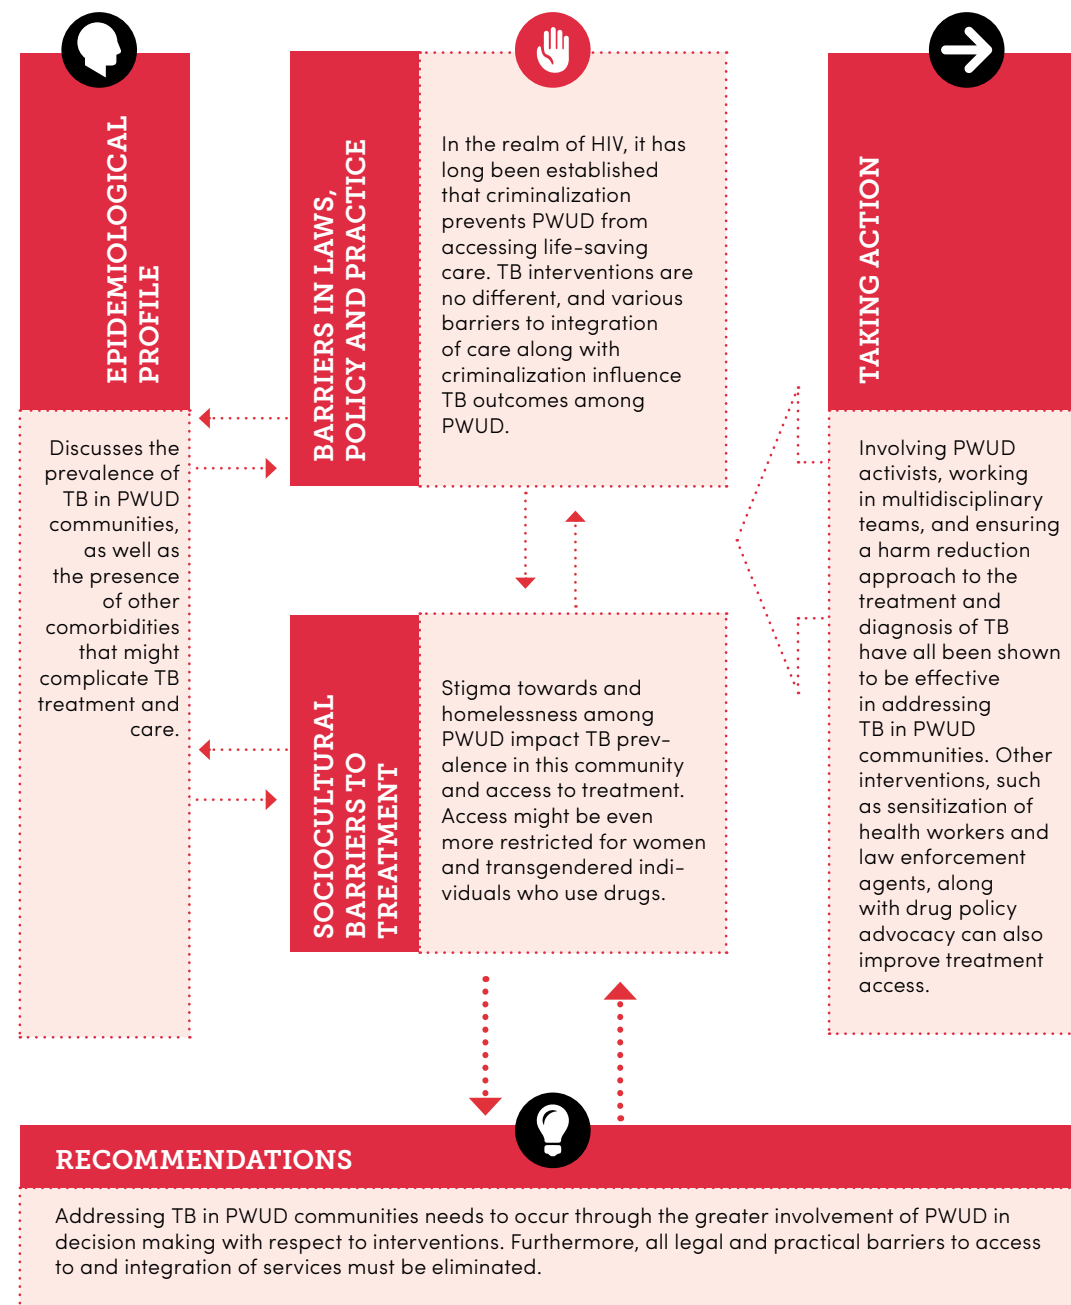 EPIDEMIOLOGICAL
PROFILE
Discusses the
prevalence of
TB in PWUD
communities,
as well as
the presence
of other
comorbidities
that might
complicate TB
treatment and
care.
BARRIERS IN LAWS,
POLICY AND PRACTICE
In the realm of HIV, it has
long been established
that criminalization
prevents PWUD from
accessing life-saving
care. TB interventions are
no different, and various
barriers to integration
of care along with
criminalization influence
TB outcomes among
PWUD.
SOCIOCULTURAL
BARRIERS TO
TREATMENT
Stigma towards and
homelessness among
PWUD impact TB prev-
alence in this community
and access to treatment.
Access might be even
more restricted for women
and transgendered indi-
viduals who use drugs.
TAKING ACTION
Involving PWUD
activists, working
in multidisciplinary
teams, and ensuring
a harm reduction
approach to the
treatment and
diagnosis of TB
have all been shown
to be effective
in addressing
TB in PWUD
communities. Other
interventions, such
as sensitization of
health workers and
law enforcement
agents, along
with drug policy
advocacy can also
improve treatment
access.
RECOMMENDATIONS
Addressing TB in PWUD communities needs to occur through the greater involvement of PWUD in
decision making with respect to interventions. Furthermore, all legal and practical barriers to access
to and integration of services must be eliminated.